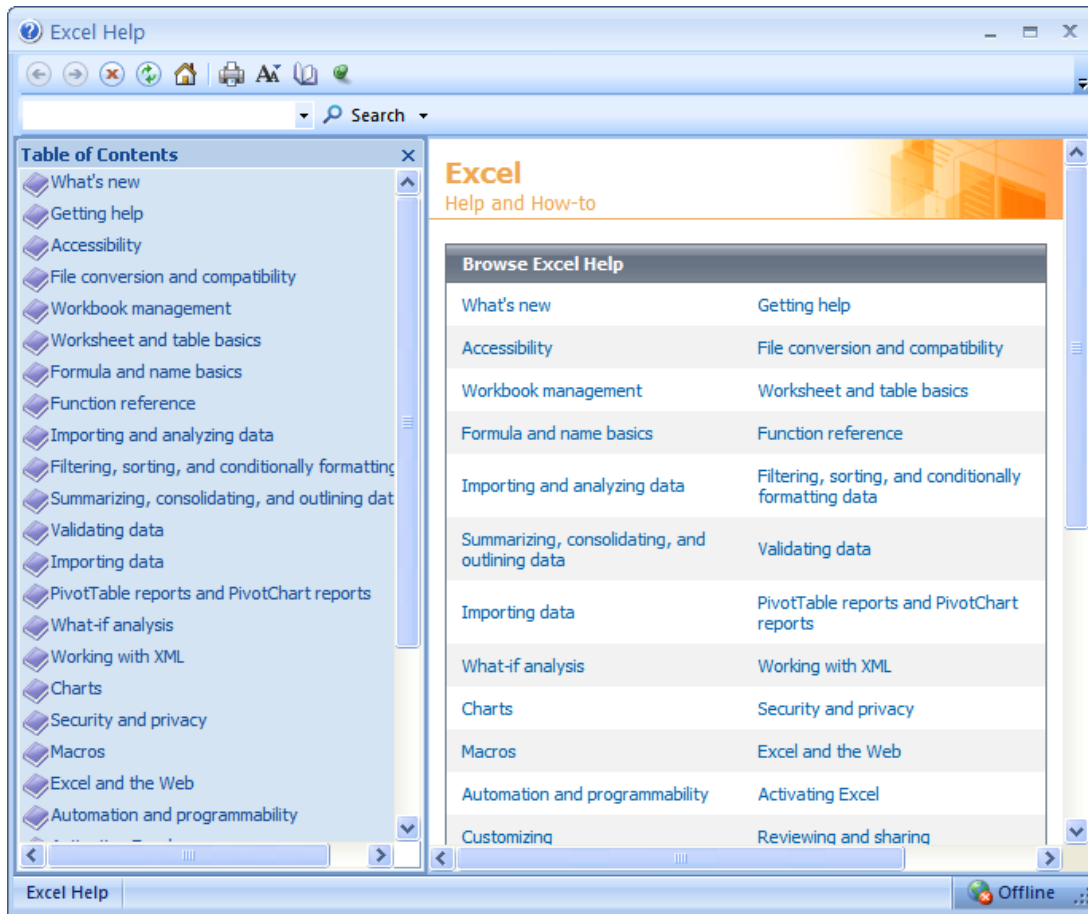 Excel Help
Search
Table of Contents
What's new
Getting help
Accessibility
File conversion and compatibility
Workbook management
Worksheet and table basics
Formula and name basics
Function reference
Importing and analyzing data
Filtering, sorting, and conditionally formatting
Summarizing, consolidating, and outlining dat
Validating data
Importing data
PivotTable reports and PivotChart reports
What-if analysis
Working with XML
Charts
Security and privacy
Macros
Excel and the Web
Automation and programmability
Excel
Help and How-to
Browse Excel Help
What's new Getting help
Accessibility File conversion and compatibility
Workbook management Worksheet and table basics
Formula and name basics Function reference
Importing and analyzing data Filtering, sorting, and conditionally
formatting data
Summarizing, consolidating, and
outlining data Validating data
Importing data PivotTable reports and PivotChart
reports
What-if analysis Working with XML
Charts Security and privacy
Macros Excel and the Web
Automation and programmability Activating Excel
Customizing Reviewing and sharing
Excel Help
Offline